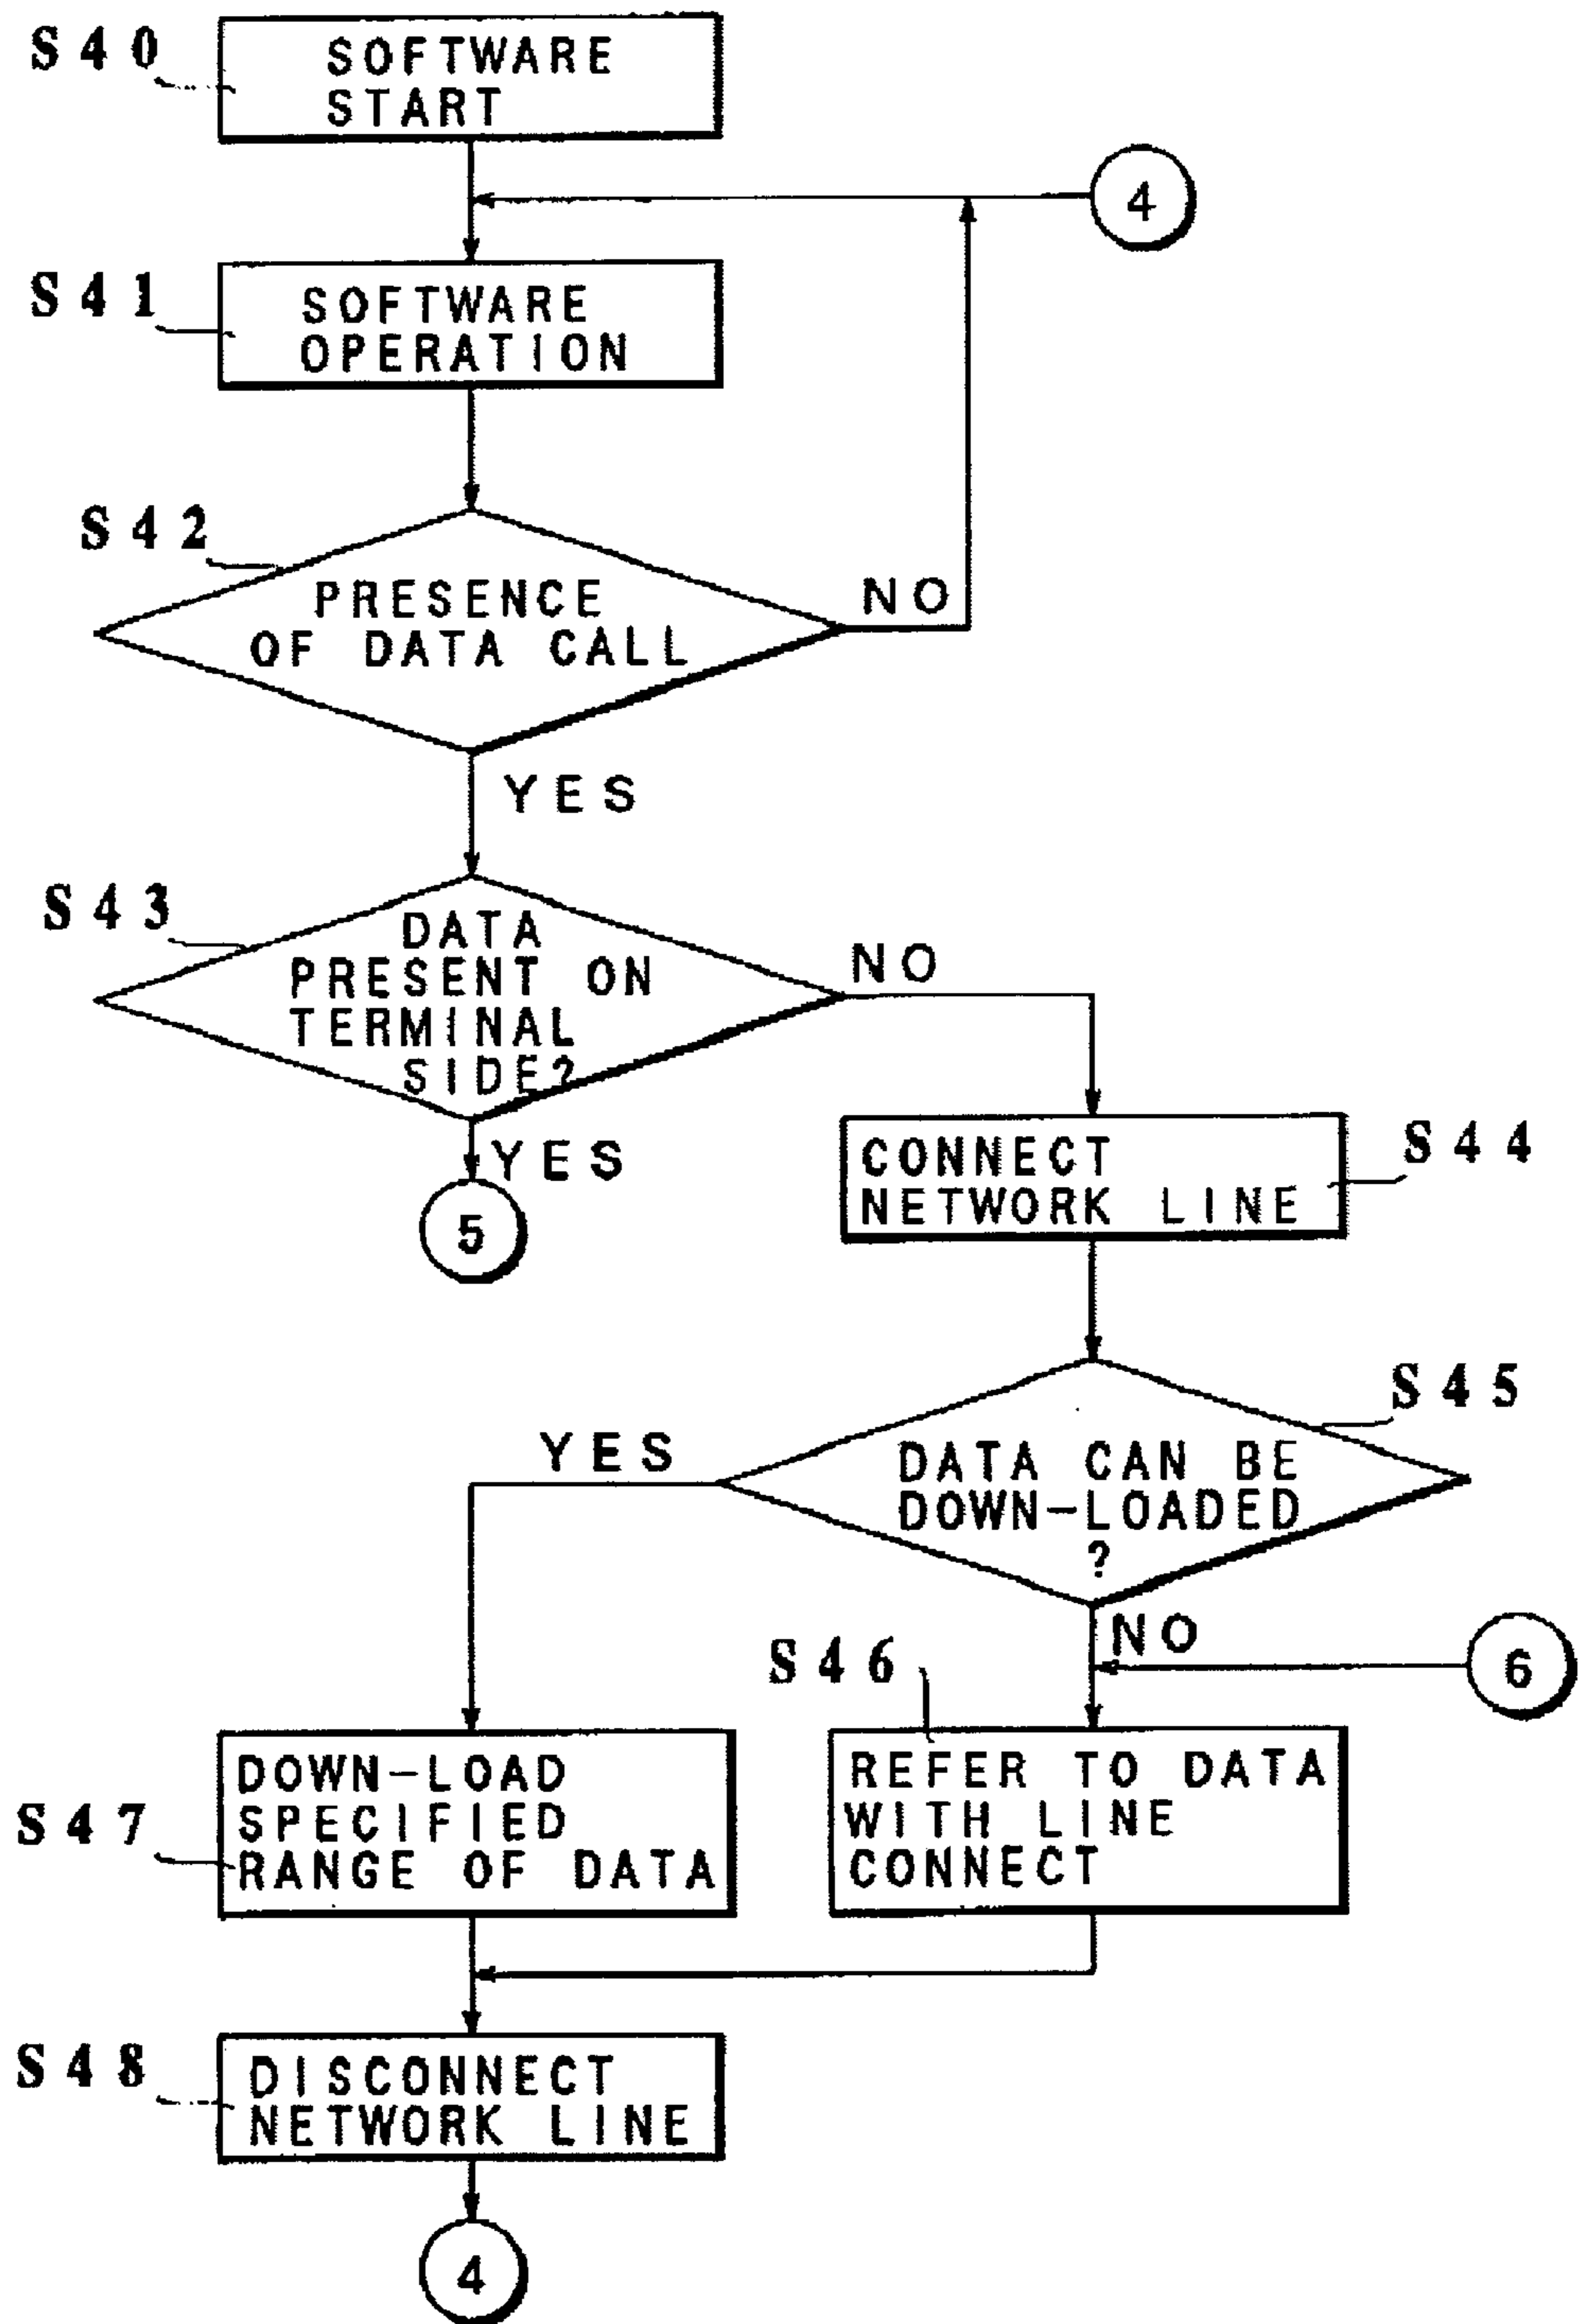 S40
SOFTWARE
START
4
S41
SOFTWARE
OPERATION
S42
PRESENCE
OF DATA CALL
NO
YES
S43
DATA
PRESENT ON
TERMINAL
SIDE?
NO
YES
5
CONNECT
NETWORK LINE
S44
S45
YES
DATA CAN BE
DOWN-LOADED
?
NO
6
S46
REFER TO DATA
WITH LINE
CONNECT
S47
DOWN-LOAD
SPECIFIED
RANGE OF DATA
S48
DISCONNECT
NETWORK LINE
4